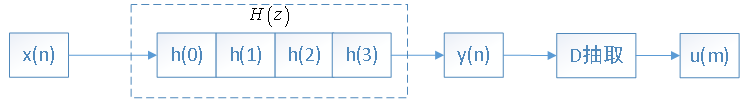 H(z)
x(n) h(0) h(1) h(2) h(3) y(n) D抽取 u(m)